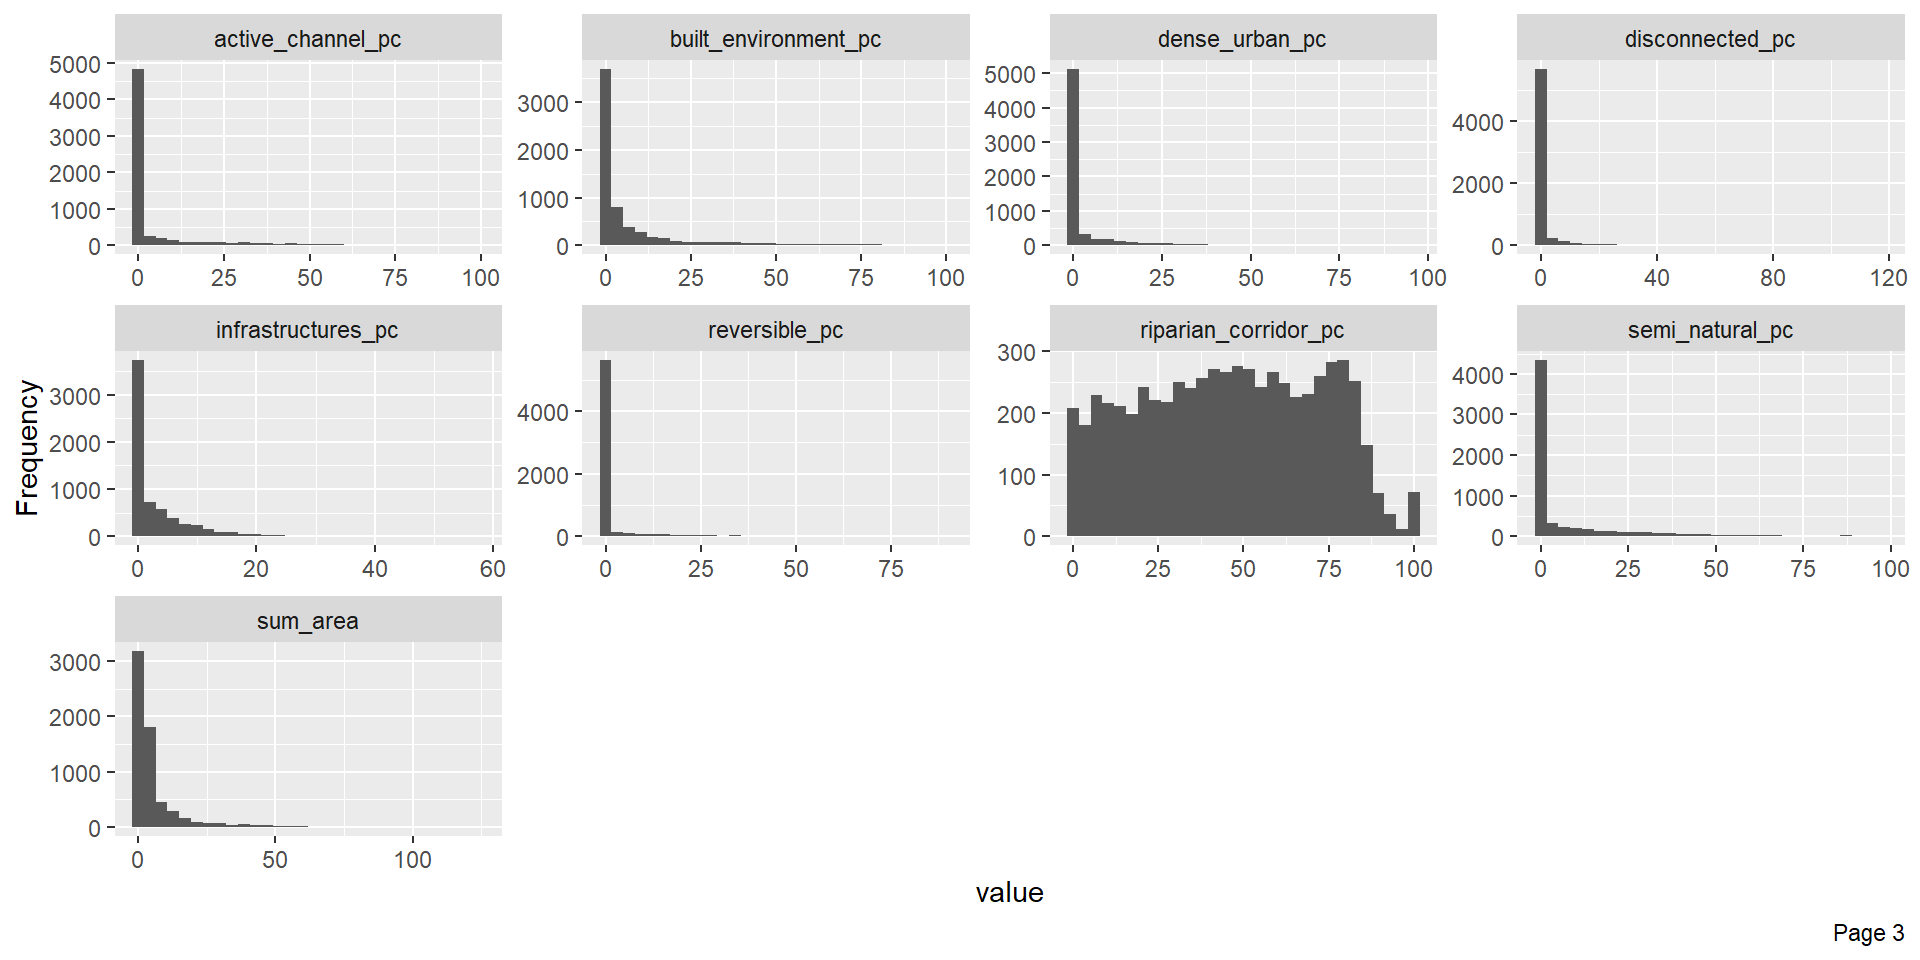 active_channel_pc built_environment_pc dense_urban_pc disconnected_pc
5000 4000 3000 2000 1000 0
3000 2000 1000 0
5000 4000 3000 2000 1000 0
4000 2000 0
0 25 50 75 100
0 25 50 75 100
0 25 50 75 100
0 40 80 120
infrastructures_pc reversible_pc riparian_corridor_pc semi_natural_pc
3000 2000 1000 0
4000 2000 0
300 200 100 0
4000 3000 2000 1000 0
0 20 40 60
0 25 50 75
0 25 50 75 100
0 25 50 75 100
Frequency
sum_area
3000 2000 1000 0
0 50 100
value
Page 3